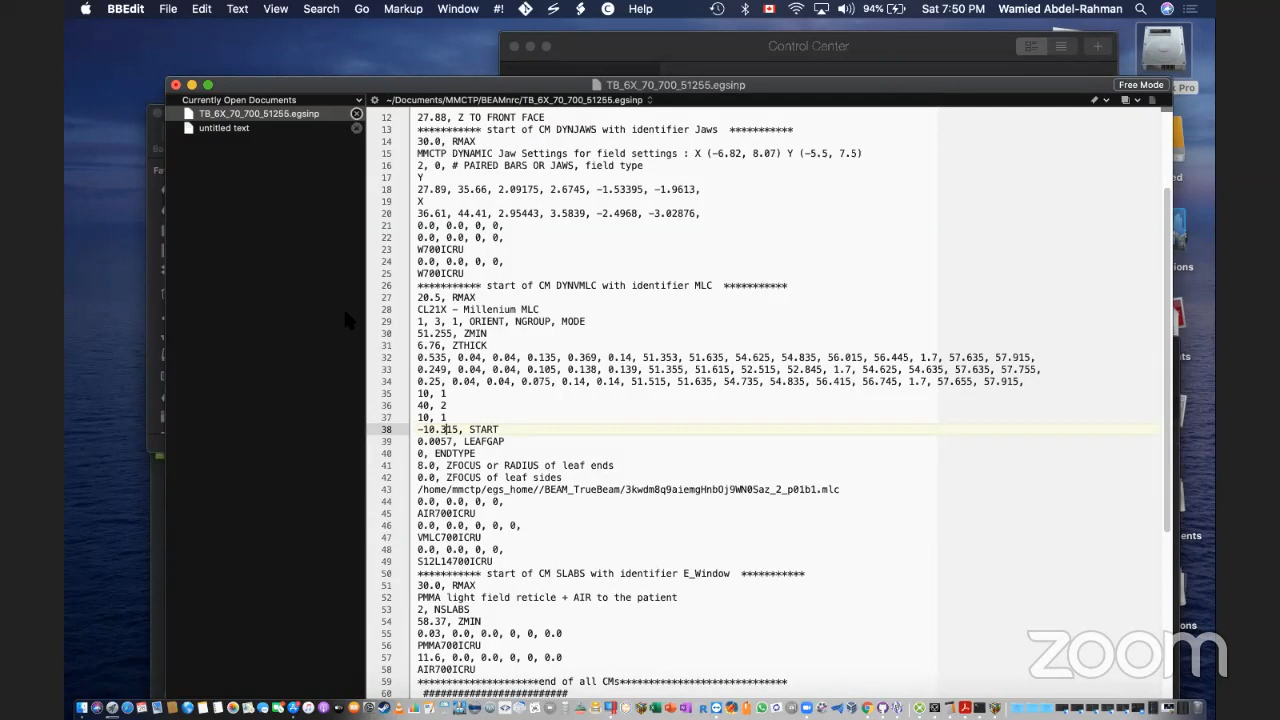 BBEdit File Edit Text View Search Go Markup Window #! Help 94% Sat 7:50 PM Wamied Abdel-Rahman
Control Center
TB_6X_70_700_51255.egsinp
Free Mode
Currently Open Documents
~/Documents/MMCTP/BEAMnrc/TB_6X_70_700_51255.egsinp
TB_6X_70_700_51255.egsinp
untitled text
12 27.88, Z TO FRONT FACE
13 *********** start of CM DYNJAWS with identifier Jaws ***********
14 30.0, RMAX
15 MMCTP DYNAMIC Jaw Settings for field settings : X (-6.82, 8.07) Y (-5.5, 7.5)
16 2, 0, # PAIRED BARS OR JAWS, field type
17 Y
18 27.89, 35.66, 2.09175, 2.6745, -1.53395, -1.9613,
19 X
20 36.61, 44.41, 2.95443, 3.5839, -2.4968, -3.02876,
21 0.0, 0.0, 0, 0,
22 0.0, 0.0, 0, 0,
23 W700ICRU
24 0.0, 0.0, 0, 0,
25 W700ICRU
26 *********** start of CM DYNVMLC with identifier MLC ***********
27 20.5, RMAX
28 CL21X - Millenium MLC
29 1, 3, 1, ORIENT, NGROUP, MODE
30 51.255, ZMIN
31 6.76, ZTHICK
32 0.535, 0.04, 0.04, 0.135, 0.369, 0.14, 51.353, 51.635, 54.625, 54.835, 56.015, 56.445, 1.7, 57.635, 57.915,
33 0.249, 0.04, 0.04, 0.105, 0.138, 0.139, 51.355, 51.615, 52.515, 52.845, 1.7, 54.625, 54.635, 57.635, 57.755,
34 0.25, 0.04, 0.04, 0.075, 0.14, 0.14, 51.515, 51.635, 54.735, 54.835, 56.415, 56.745, 1.7, 57.655, 57.915,
35 10, 1
36 40, 2
37 10, 1
38 -10.315, START
39 0.0057, LEAFGAP
40 0, ENDTYPE
41 8.0, ZFOCUS or RADIUS of leaf ends
42 0.0, ZFOCUS of leaf sides
43 /home/mmctp/egs_home//BEAM_TrueBeam/3kwdm8q9aiemgHnbOj9WN0Saz_2_p01b1.mlc
44 0.0, 0.0, 0, 0,
45 AIR700ICRU
46 0.0, 0.0, 0, 0, 0,
47 VMLC700ICRU
48 0.0, 0.0, 0, 0,
49 S12L14700ICRU
50 *********** start of CM SLABS with identifier E_Window ***********
51 30.0, RMAX
52 PMMA light field reticle + AIR to the patient
53 2, NSLABS
54 58.37, ZMIN
55 0.03, 0.0, 0.0, 0, 0, 0.0
56 PMMA700ICRU
57 11.6, 0.0, 0.0, 0, 0, 0.0
58 AIR700ICRU
59 *********************end of all CMs*****************************
60 #########################
Pro
ed
ions
ts
ents
ons
zoom